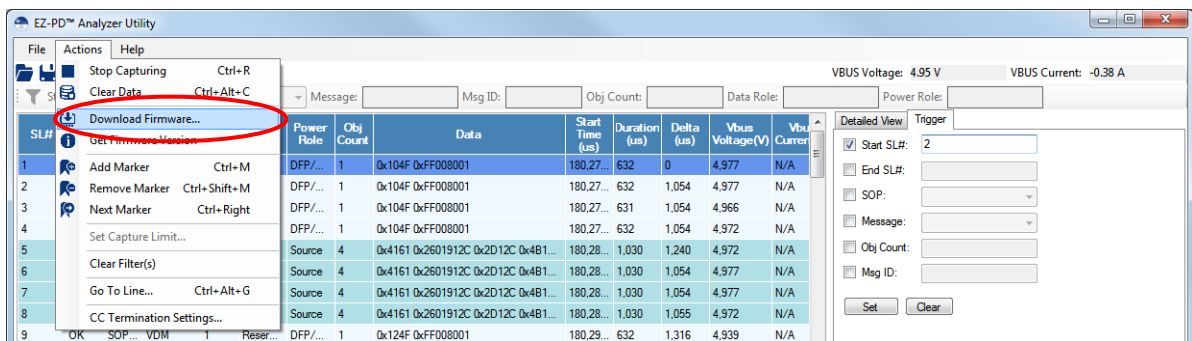 EZ-PD™ Analyzer Utility
File Actions Help
VBUS Voltage: 4.95 V VBUS Current: -0.38 A
Stop Capturing Ctrl+R
Clear Data Ctrl+Alt+C
Download Firmware...
Get Firmware Version
Add Marker Ctrl+M
Remove Marker Ctrl+Shift+M
Next Marker Ctrl+Right
Set Capture Limit...
Clear Filter(s)
Go To Line... Ctrl+Alt+G
CC Termination Settings...
Message: Msg ID: Obj Count: Data Role: Power Role:
SL# Power Role Obj Count Data Start Time (us) Duration (us) Delta (us) Vbus Voltage(V) Vbu Curren
1 DFP/... 1 0x104F 0xFF008001 180,27... 632 0 4,977 N/A
2 DFP/... 1 0x104F 0xFF008001 180,27... 632 1,054 4,977 N/A
3 DFP/... 1 0x104F 0xFF008001 180,27... 631 1,054 4,966 N/A
4 DFP/... 1 0x104F 0xFF008001 180,27... 632 1,054 4,972 N/A
5 Source 4 0x4161 0x2601912C 0x2D12C 0x4B1... 180,28... 1,030 1,240 4,972 N/A
6 Source 4 0x4161 0x2601912C 0x2D12C 0x4B1... 180,28... 1,030 1,054 4,977 N/A
7 Source 4 0x4161 0x2601912C 0x2D12C 0x4B1... 180,28... 1,030 1,054 4,977 N/A
8 Source 4 0x4161 0x2601912C 0x2D12C 0x4B1... 180,28... 1,030 1,055 4,972 N/A
9 OK SOP... VDM 1 Reser... DFP/... 1 0x124F 0xFF008001 180,29... 632 1,316 4,939 N/A
Detailed View Trigger
Start SL#: 2
End SL#:
SOP:
Message:
Obj Count:
Msg ID:
Set Clear